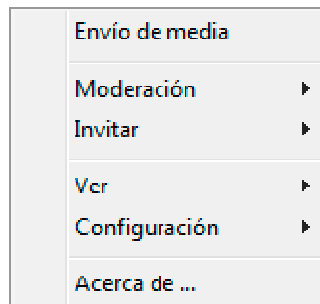 Envío de media
Moderación
Invitar
Ver
Configuración
Acerca de ...